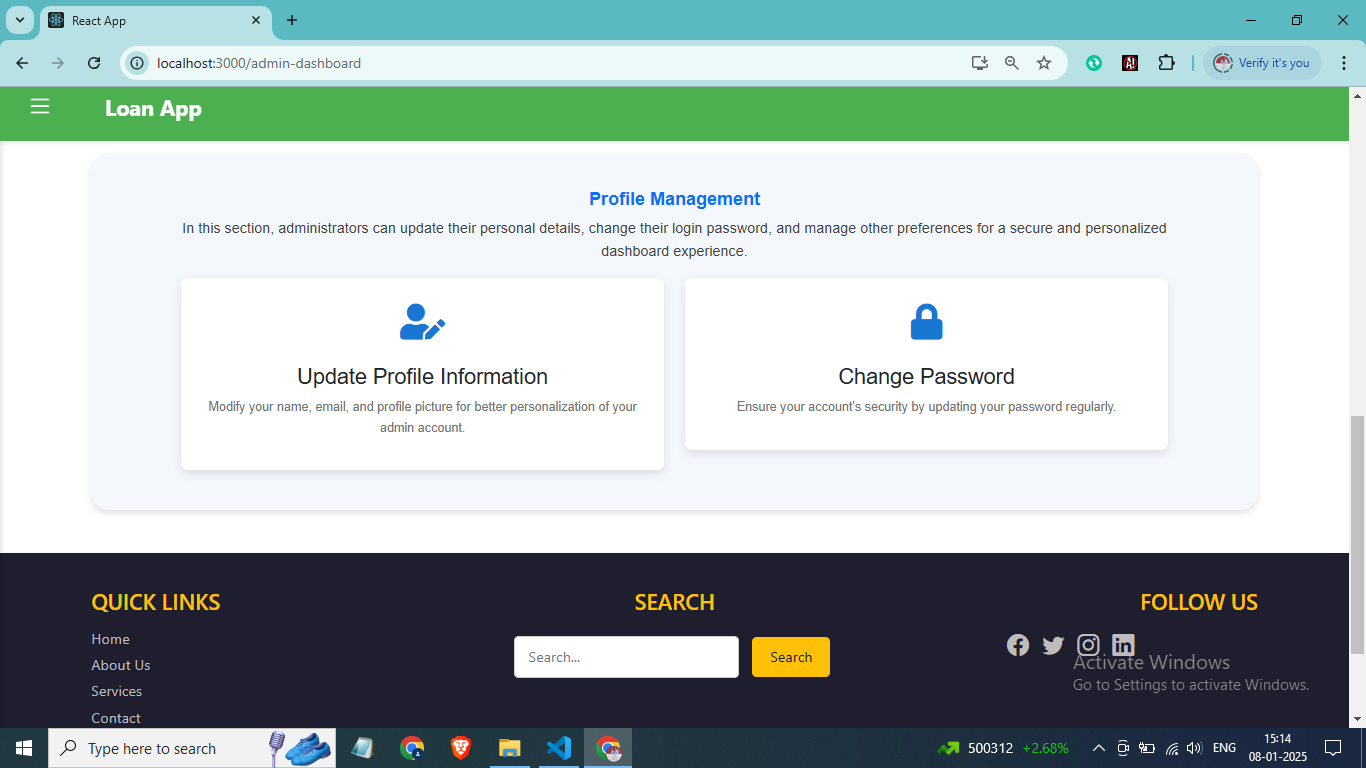 React App
localhost:3000/admin-dashboard
Verify it's you
Loan App
Profile Management
In this section, administrators can update their personal details, change their login password, and manage other preferences for a secure and personalized
dashboard experience.
Update Profile Information
Modify your name, email, and profile picture for better personalization of your
admin account.
Change Password
Ensure your account's security by updating your password regularly.
QUICK LINKS
Home
About Us
Services
Contact
SEARCH
Search...
Search
FOLLOW US
Activate Windows
Go to Settings to activate Windows.
Type here to search
500312 +2.68%
ENG
15:14
08-01-2025